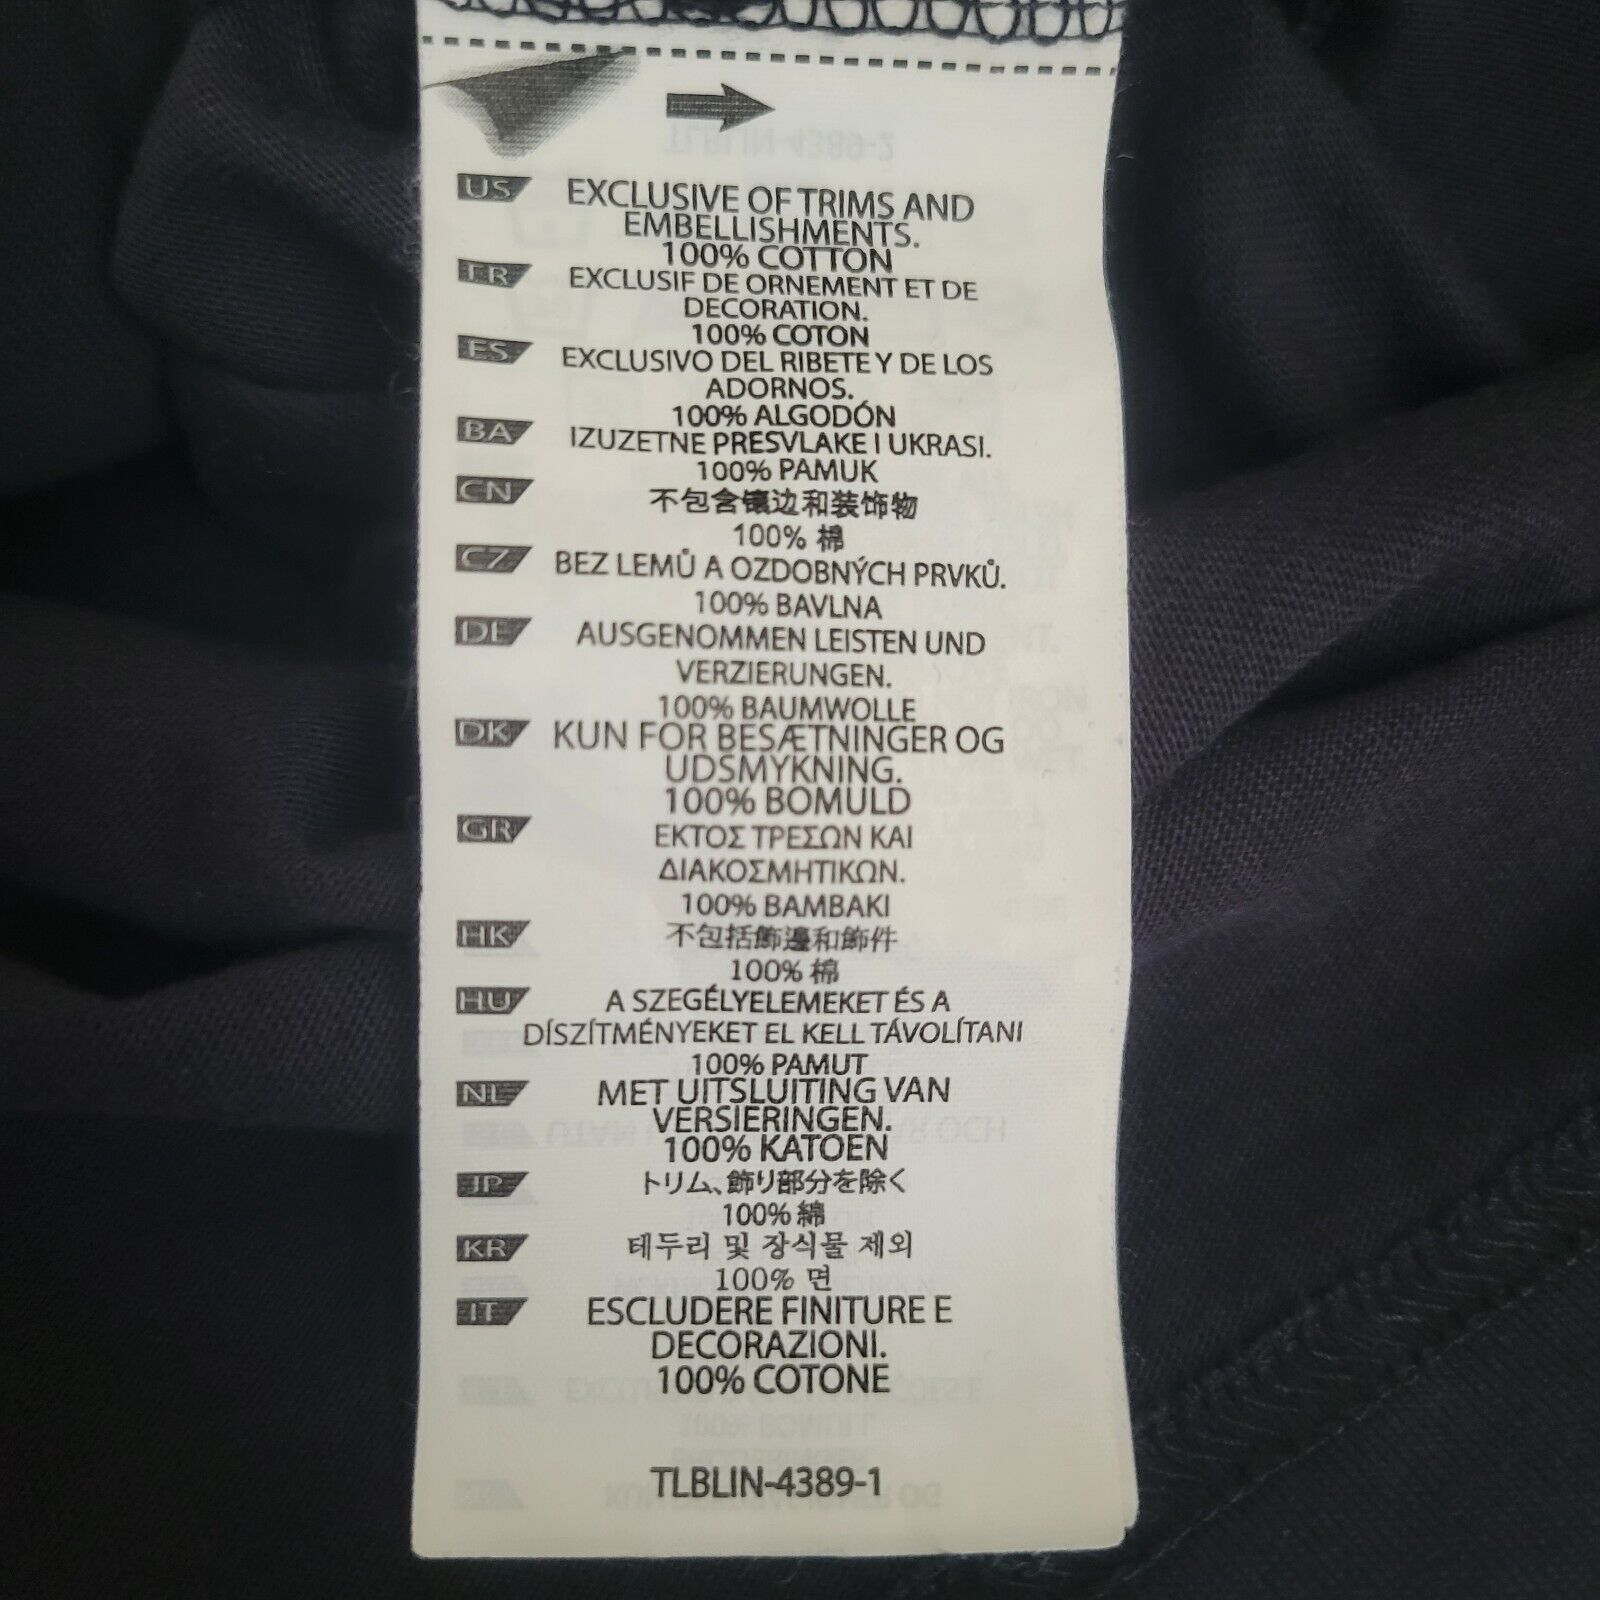 US EXCLUSIVE OF TRIMS AND
EMBELLISHMENTS.
100% COTTON
FR EXCLUSIF DE ORNEMENT ET DE
DECORATION.
100% COTON
ES EXCLUSIVO DEL RIBETE Y DE LOS
ADORNOS.
100% ALGODÓN
BA IZUZETNE PRESVLAKE I UKRASI.
100% PAMUK
CN 不包含镶边和装饰物
100% 棉
CZ BEZ LEMŮ A OZDOBNÝCH PRVKŮ.
100% BAVLNA
DE AUSGENOMMEN LEISTEN UND
VERZIERUNGEN.
100% BAUMWOLLE
DK KUN FOR BESÆTNINGER OG
UDSMYKNING.
100% BOMULD
GR ΕΚΤΟΣ ΤΡΕΣΩΝ ΚΑΙ
ΔΙΑΚΟΣΜΗΤΙΚΩΝ.
100% ΒΑΜΒΑΚΙ
HK 不包括飾邊和飾件
100% 棉
HU A SZEGÉLYELEMEKET ÉS A
DÍSZÍTMÉNYEKET EL KELL TÁVOLÍTANI
100% PAMUT
NL MET UITSLUITING VAN
VERSIERINGEN.
100% KATOEN
JP トリム、飾り部分を除く
100% 綿
KR 테두리 및 장식물 제외
100% 면
IT ESCLUDERE FINITURE E
DECORAZIONI.
100% COTONE
TLBLIN-4389-1